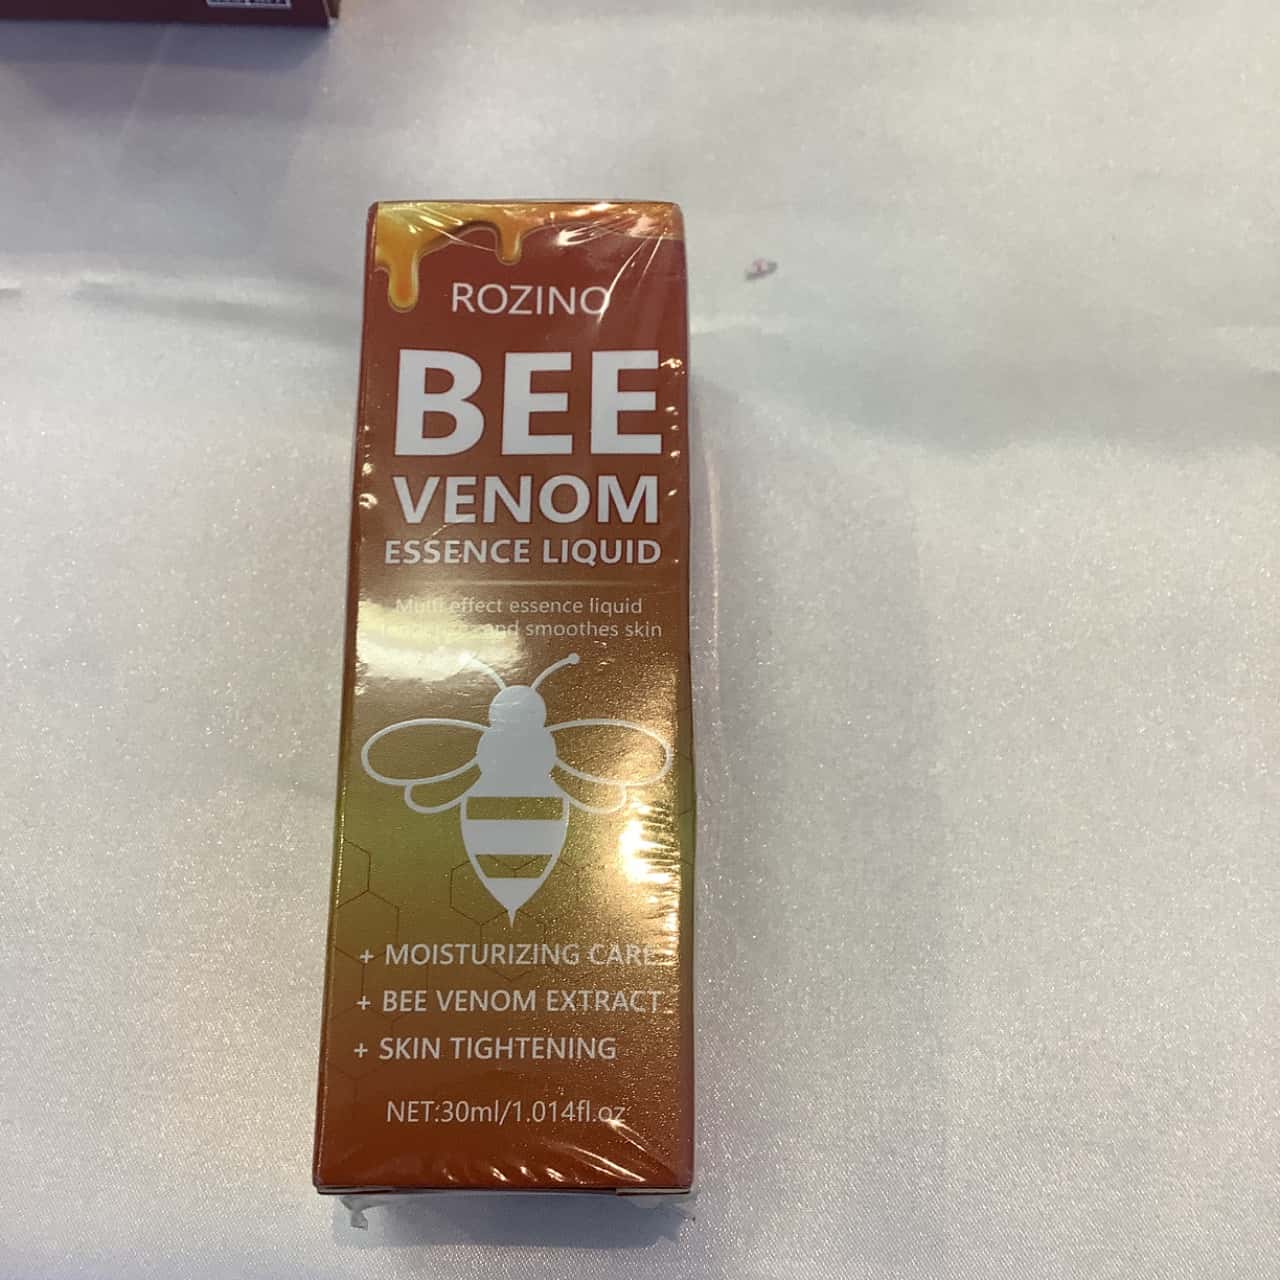 ROZINO
BEE
VENOM
ESSENCE LIQUID
Multi effect essence liquid
and smoothes skin
+ MOISTURIZING CARE
+ BEE VENOM EXTRACT
+ SKIN TIGHTENING
NET:30ml/1.014fl.oz